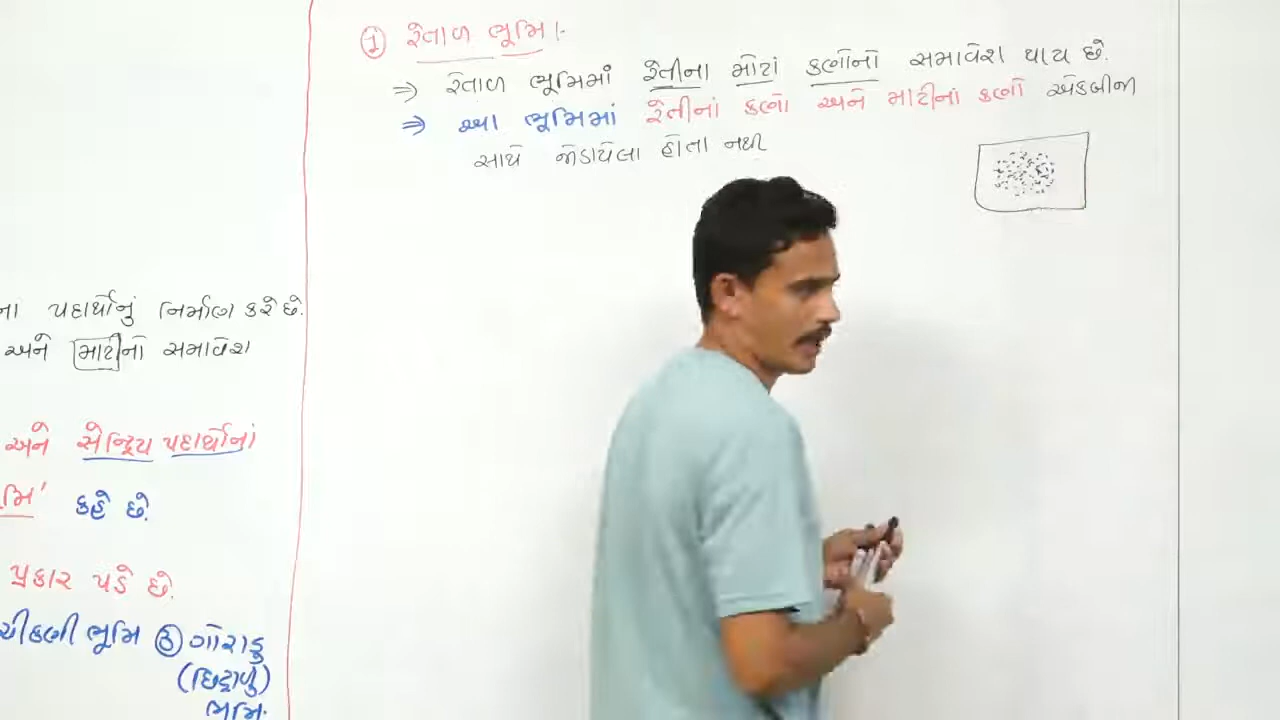 ① રેતાળ ભૂમિ :-
⇒ રેતાળ ભૂમિમાં રેતીના મોટાં કણોનો સમાવેશ થાય છે.
⇒ આ ભૂમિમાં રેતીનાં કણો અને માટીનાં કણો એકબીજા
સાથે જોડાયેલા હોતા નથી
ના પદાર્થોનું નિર્માણ કરે છે.
અને માટીનો સમાવેશ
અને સેન્દ્રિય પદાર્થોનાં
મિ' કહે છે.
પ્રકાર પડે છે.
ચીકણી ભૂમિ ③ ગોરાડુ
(છિદ્રાળુ)
ભૂમિ.